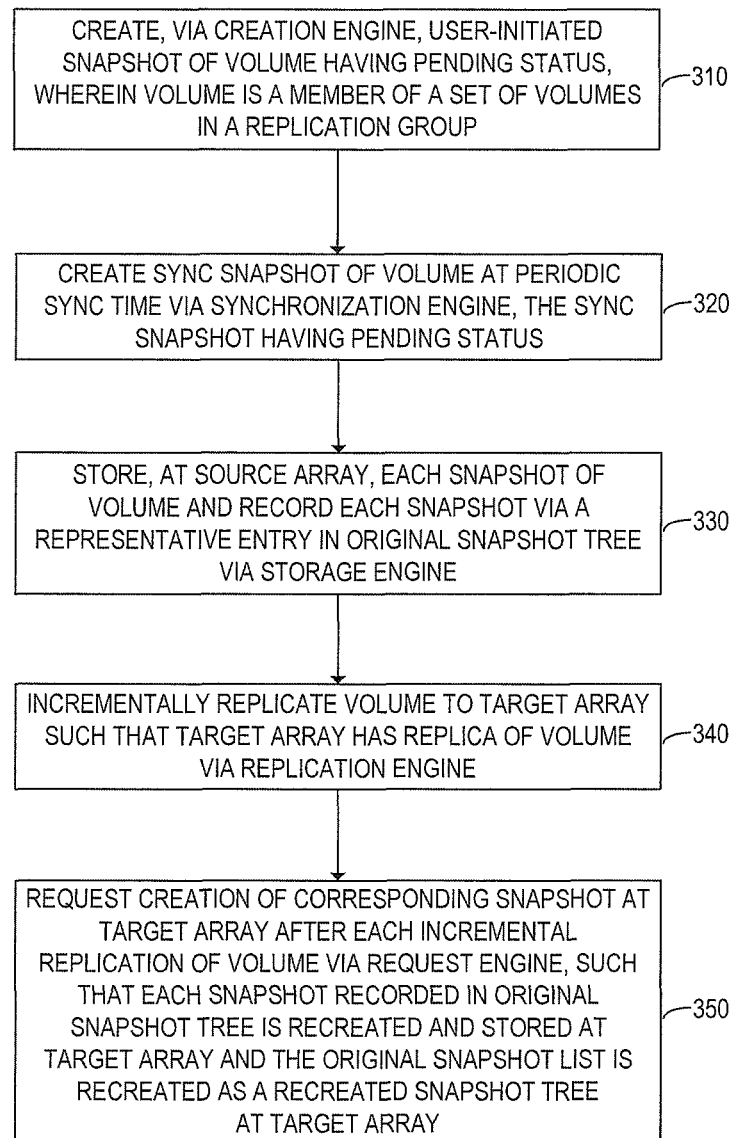 CREATE, VIA CREATION ENGINE, USER-INITIATED
SNAPSHOT OF VOLUME HAVING PENDING STATUS,
WHEREIN VOLUME IS A MEMBER OF A SET OF VOLUMES
IN A REPLICATION GROUP
310
CREATE SYNC SNAPSHOT OF VOLUME AT PERIODIC
SYNC TIME VIA SYNCHRONIZATION ENGINE, THE SYNC
SNAPSHOT HAVING PENDING STATUS
320
STORE, AT SOURCE ARRAY, EACH SNAPSHOT OF
VOLUME AND RECORD EACH SNAPSHOT VIA A
REPRESENTATIVE ENTRY IN ORIGINAL SNAPSHOT TREE
VIA STORAGE ENGINE
330
INCREMENTALLY REPLICATE VOLUME TO TARGET ARRAY
SUCH THAT TARGET ARRAY HAS REPLICA OF VOLUME
VIA REPLICATION ENGINE
340
REQUEST CREATION OF CORRESPONDING SNAPSHOT AT
TARGET ARRAY AFTER EACH INCREMENTAL
REPLICATION OF VOLUME VIA REQUEST ENGINE, SUCH
THAT EACH SNAPSHOT RECORDED IN ORIGINAL
SNAPSHOT TREE IS RECREATED AND STORED AT
TARGET ARRAY AND THE ORIGINAL SNAPSHOT LIST IS
RECREATED AS A RECREATED SNAPSHOT TREE
AT TARGET ARRAY
350